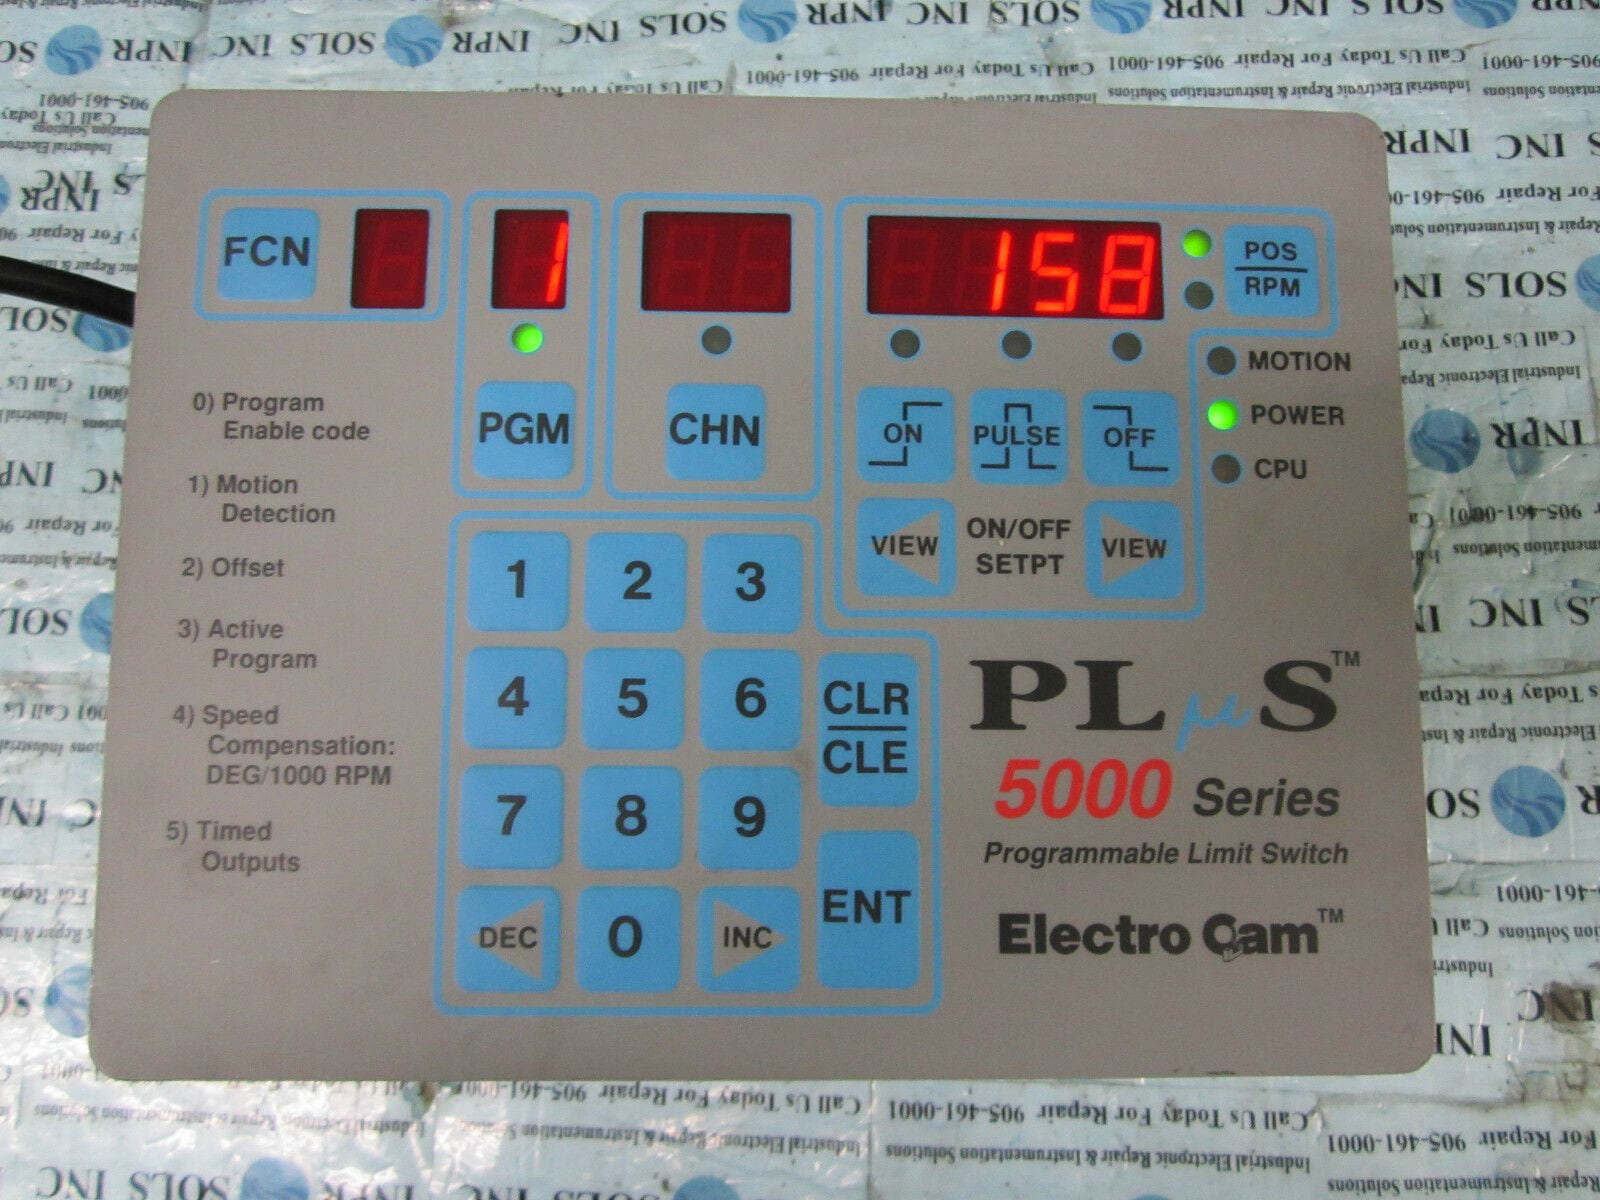 FCN
1
158
POS
RPM
MOTION
POWER
CPU
PGM
CHN
ON
PULSE
OFF
VIEW
ON/OFF
SETPT
VIEW
0) Program
Enable code
1) Motion
Detection
2) Offset
3) Active
Program
4) Speed
Compensation:
DEG/1000 RPM
5) Timed
Outputs
1
2
3
4
5
6
7
8
9
DEC
0
INC
CLR
CLE
ENT
PLμS™
5000 Series
Programmable Limit Switch
Electro Cam™
INPR
SOLS INC
Call Us Today For Repair 905-461-0001
Industrial Electronic Repair & Instrumentation Solutions